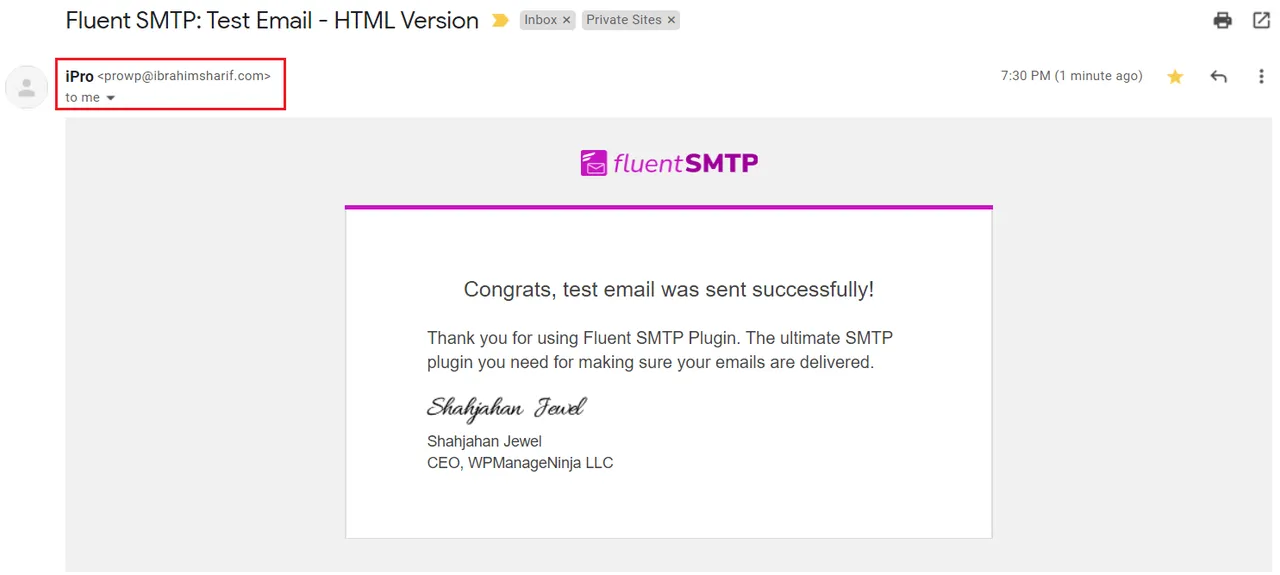 Fluent SMTP: Test Email - HTML Version Inbox × Private Sites ×
iPro <prowp@ibrahimsharif.com> 7:30 PM (1 minute ago)
to me
fluentSMTP
Congrats, test email was sent successfully!
Thank you for using Fluent SMTP Plugin. The ultimate SMTP
plugin you need for making sure your emails are delivered.
Shahjahan Jewel
Shahjahan Jewel
CEO, WPManageNinja LLC